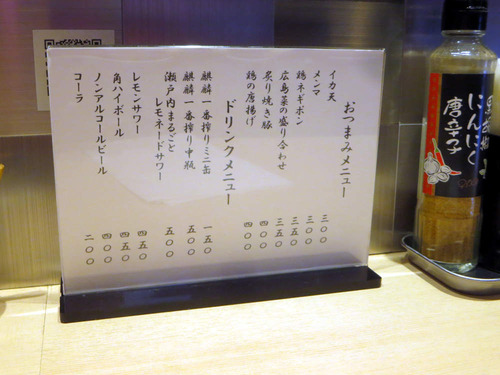 おつまみメニュー
イカ天 三〇〇
メンマ 三〇〇
鶏ネギポン 三五〇
広島菜の盛り合わせ 三五〇
炙り焼き豚 四〇〇
鶏の唐揚げ 四〇〇
ドリンクメニュー
麒麟一番搾りミニ缶 一五〇
麒麟一番搾り中瓶 五〇〇
瀬戸内まるごと
レモネードサワー 五〇〇
レモンサワー 四五〇
角ハイボール 四五〇
ノンアルコールビール 四〇〇
コーラ 二〇〇
にんにく
唐辛子